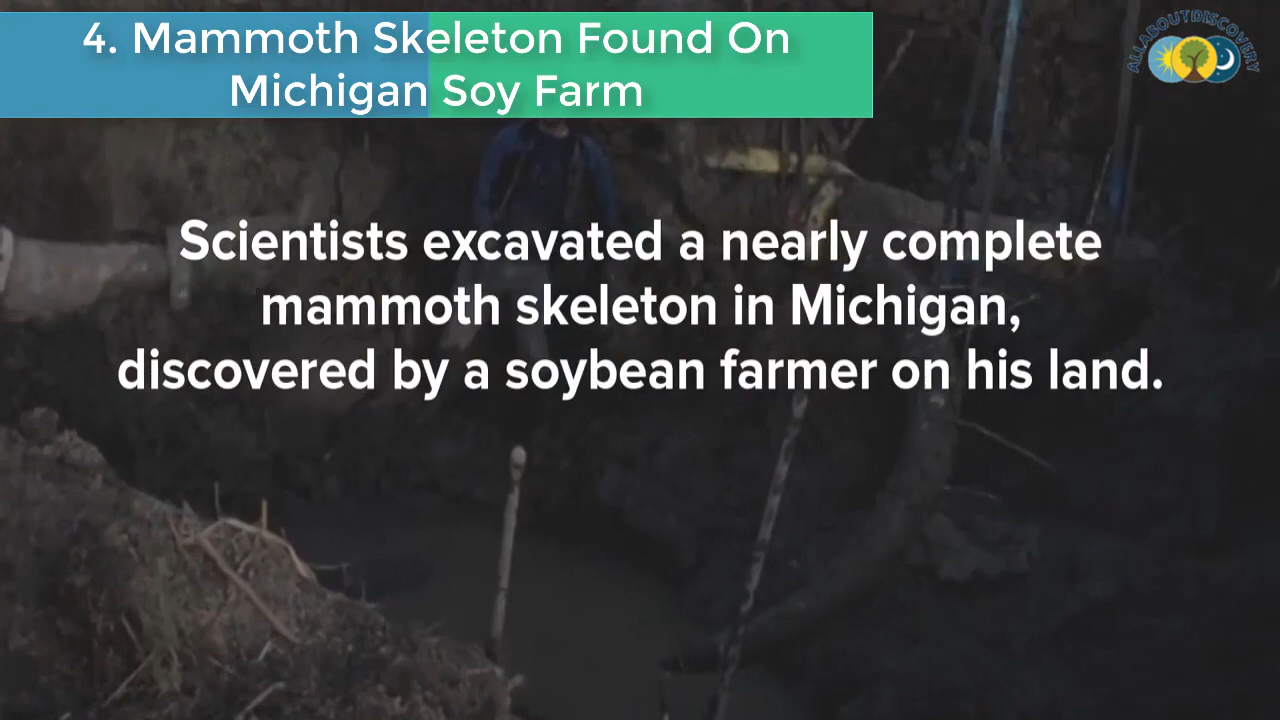 4. Mammoth Skeleton Found On
Michigan Soy Farm
ALLABOUTDISCOVERY
Scientists excavated a nearly complete
mammoth skeleton in Michigan,
discovered by a soybean farmer on his land.